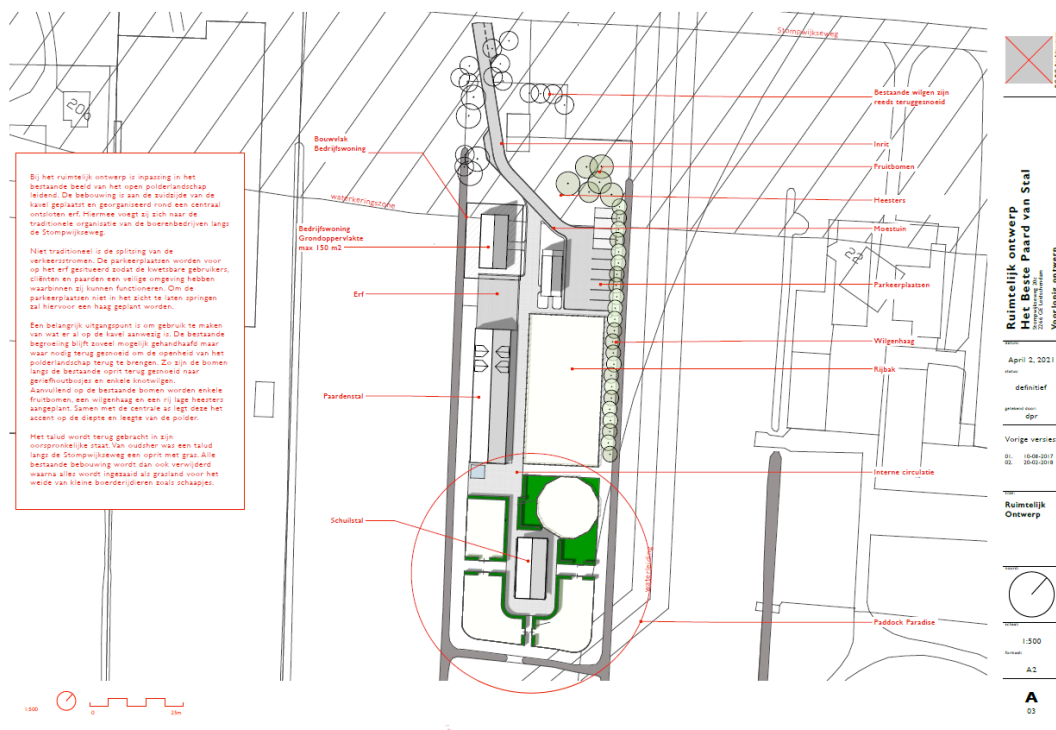 Stompwijkseweg
20a
Bestaande wilgen zijn
reeds teruggesnoeid
Bouwvlak
Bedrijfswoning
Inrit
Fruitbomen
Bij het ruimtelijk ontwerp is inpassing in het
bestaande beeld van het open polderlandschap
leidend. De bebouwing is aan de zuidzijde van de
kavel geplaatst en georganiseerd rond een centraal
ontsloten erf. Hiermee voegt zij zich naar de
traditionele organisatie van de boerenbedrijven langs
de Stompwijkseweg.
Niet traditioneel is de splitsing van de
verkeersstromen. De parkeerplaatsen worden voor
op het erf gesitueerd zodat de kwetsbare gebruikers,
cliënten en paarden een veilige omgeving hebben
waarbinnen zij kunnen functioneren. Om de
parkeerplaatsen niet in het zicht te laten springen
zal hiervoor een haag geplant worden.
Een belangrijk uitgangspunt is om gebruik te maken
van wat er al op de kavel aanwezig is. De bestaande
begroeiing blijft zoveel mogelijk gehandhaafd maar
waar nodig terug gesnoeid om de openheid van het
polderlandschap terug te brengen. Zo zijn de bomen
langs de bestaande oprit terug gesnoeid naar
geriefhoutbosjes en enkele knotwilgen.
Aanvullend op de bestaande bomen worden enkele
fruitbomen, een wilgenhaag en een rij lage heesters
aangeplant. Samen met de centrale as legt deze het
accent op de diepte en leegte van de polder.
Het talud wordt terug gebracht in zijn
oorspronkelijke staat. Van oudsher was een talud
langs de Stompwijkseweg een oprit met gras. Alle
bestaande bebouwing wordt dan ook verwijderd
waarna alles wordt ingezaaid als grasland voor het
weide van kleine boerderijdieren zoals schaapjes.
waterkeringszone
Heesters
Bedrijfswoning
Grondoppervlakte
max 150 m2
Moestuin
Erf
Parkeerplaatsen
Wilgenhaag
Rijbak
Paardenstal
Interne circulatie
Schuilstal
waterleiding
Paddock Paradise
1:500
0
25m
Ruimtelijk ontwerp
Het Beste Paard van Stal
Voorlopig ontwerp
April 2, 2021
definitief
getekend door:
dpr
Vorige versies
01. 10-08-2017
02. 20-02-2018
Ruimtelijk
Ontwerp
1:500
formaat:
A2
A
03